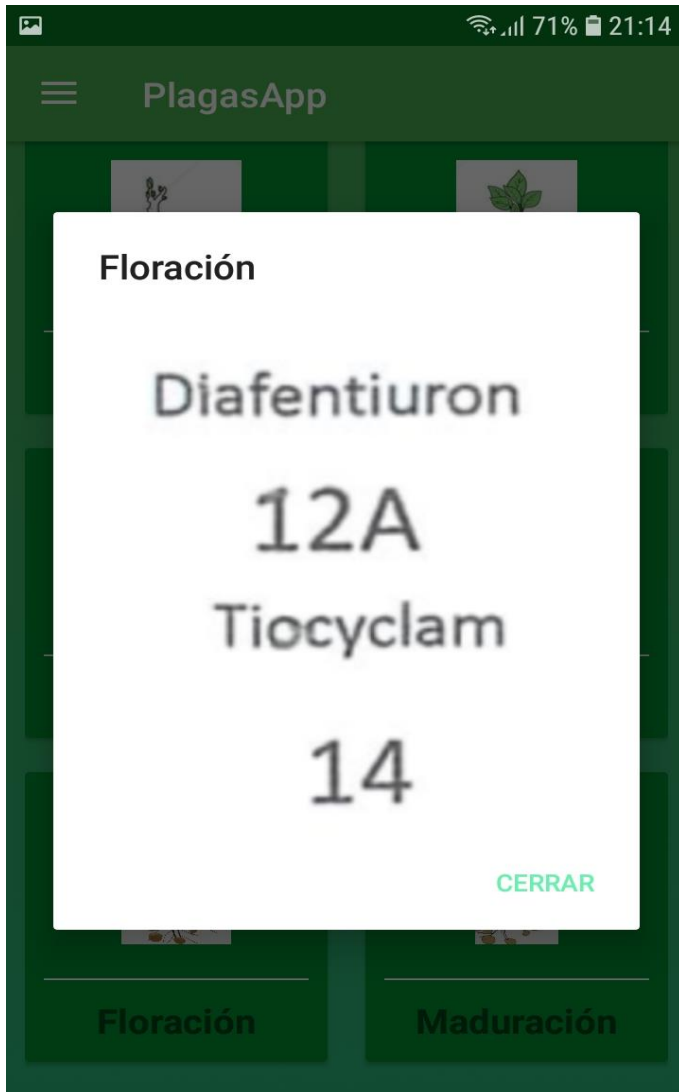 71% 21:14
PlagasApp
Floración
Diafentiuron
12A
Tiocyclam
14
CERRAR
Floración Maduración